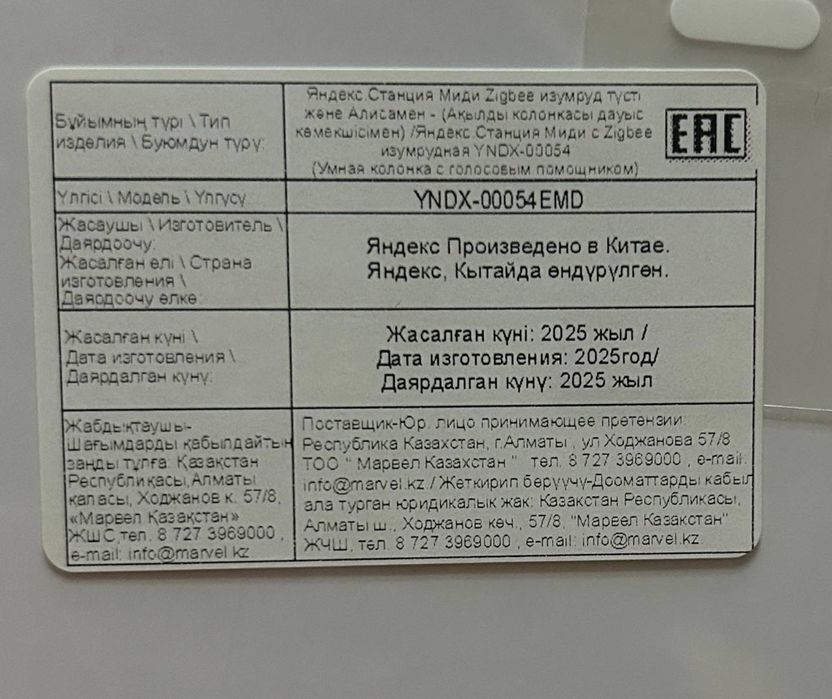 Бұйымның түрі \ Тип
изделия \ Буюмдун түрү:
Яндекс.Станция Миди Zigbee изумруд түсті
және Алисамен - (Ақылды колонкасы дауыс
көмекшісімен) /Яндекс.Станция Миди с Zigbee
изумрудная YNDX-00054
(Умная колонка с голосовым помощником)
EAC
Үлгісі \ Модель \ Үлгүсү
YNDX-00054EMD
Жасаушы \ Изготовитель \
Даярдоочу:
Жасалған елі \ Страна
изготовления \
Даярдоочу өлкө:
Яндекс Произведено в Китае.
Яндекс, Кытайда өндүрүлгөн.
Жасалған күні \
Дата изготовления \
Даярдалган күнү:
Жасалған күні: 2025 жыл /
Дата изготовления: 2025год/
Даярдалган күнү: 2025 жыл
Жабдықтаушы-
Шағымдарды қабылдайтын
заңды тұлға: Қазақстан
Республикасы,Алматы
қаласы, Ходжанов к. 57/8,
«Марвел Қазақстан»
ЖШС,тел. 8 727 3969000 ,
e-mail: info@marvel.kz
Поставщик-Юр. лицо принимающее претензии:
Республика Казахстан, г.Алматы , ул Ходжанова 57/8
ТОО " Марвел Казахстан " тел. 8 727 3969000 , e-mail:
info@marvel.kz / Жеткирип берүүчү-Дооматтарды кабыл
ала турган юридикалык жак: Казахстан Республикасы,
Алматы ш., Ходжанов көч., 57/8, "Марвел Казакстан"
ЖЧШ, тел. 8 727 3969000 , e-mail: info@marvel.kz